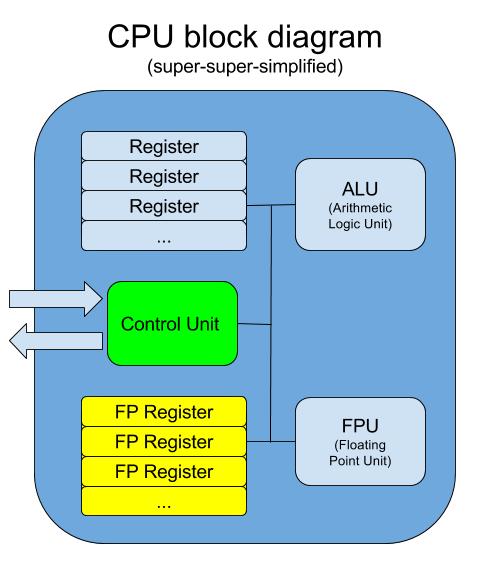 CPU block diagram
(super-super-simplified)
Register
Register
Register
...
ALU
(Arithmetic
Logic Unit)
Control Unit
FP Register
FP Register
FP Register
...
FPU
(Floating
Point Unit)